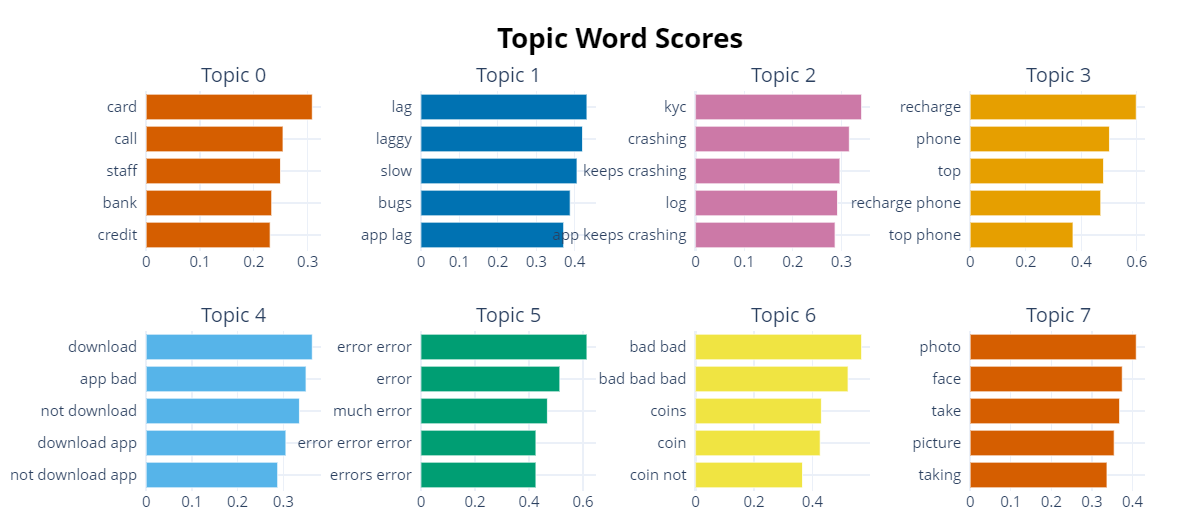 Topic Word Scores
Topic 0
card
call
staff
bank
credit
0 0.1 0.2 0.3
Topic 1
lag
laggy
slow
bugs
app lag
0 0.1 0.2 0.3 0.4
Topic 2
kyc
crashing
keeps crashing
log
app keeps crashing
0 0.1 0.2 0.3
Topic 3
recharge
phone
top
recharge phone
top phone
0 0.2 0.4 0.6
Topic 4
download
app bad
not download
download app
not download app
0 0.1 0.2 0.3
Topic 5
error error
error
much error
error error error
errors error
0 0.2 0.4 0.6
Topic 6
bad bad
bad bad bad
coins
coin
coin not
0 0.2 0.4
Topic 7
photo
face
take
picture
taking
0 0.1 0.2 0.3 0.4